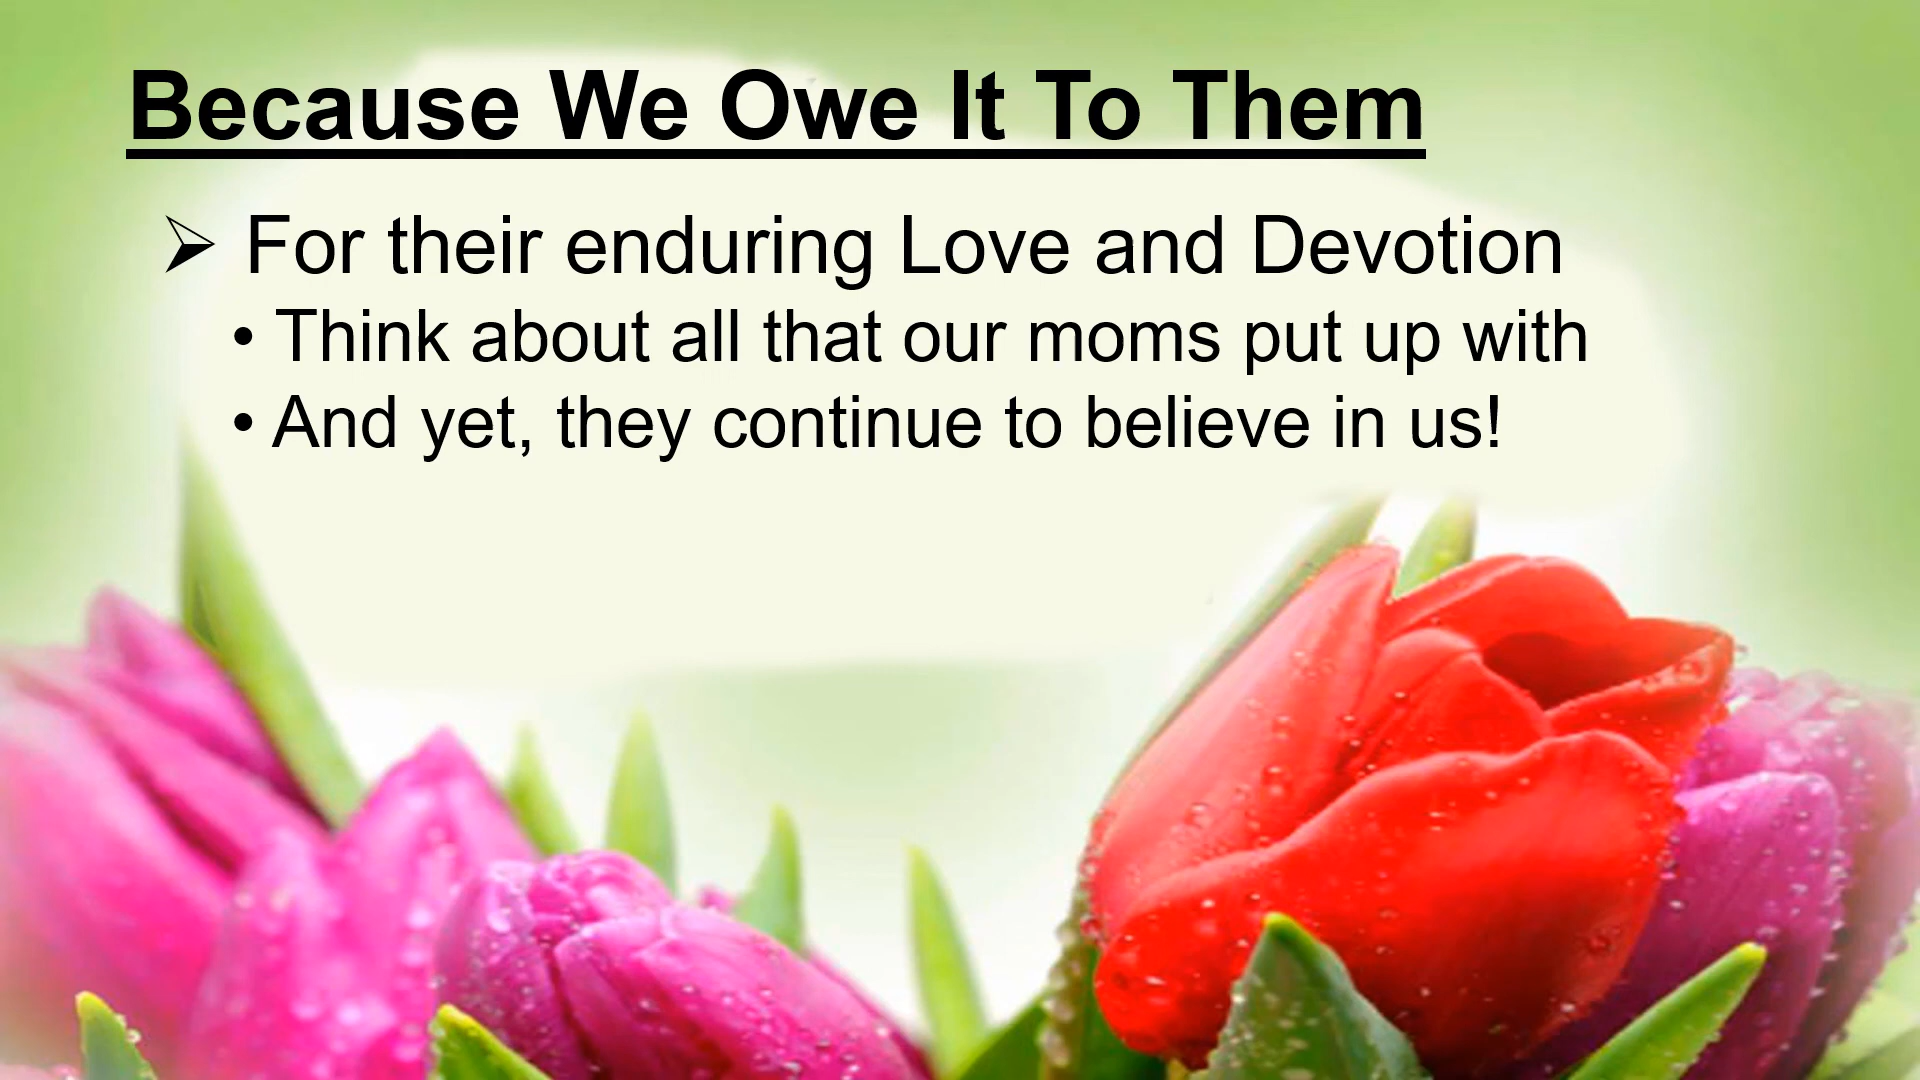 Because We Owe It To Them
➢ For their enduring Love and Devotion
• Think about all that our moms put up with
• And yet, they continue to believe in us!